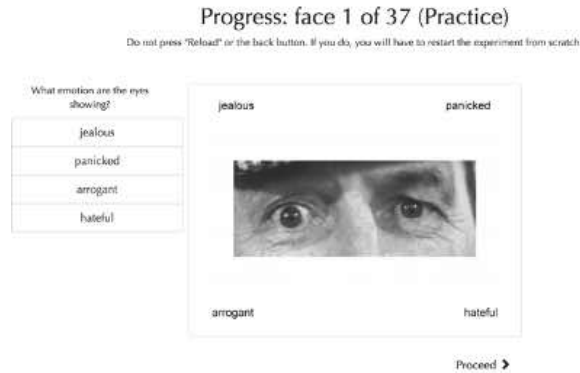 Progress: face 1 of 37 (Practice)
Do not press "Reload" or the back button. If you do, you will have to restart the experiment from scratch
What emotion are the eyes
showing?
jealous
panicked
arrogant
hateful
jealous panicked
arrogant hateful
Proceed